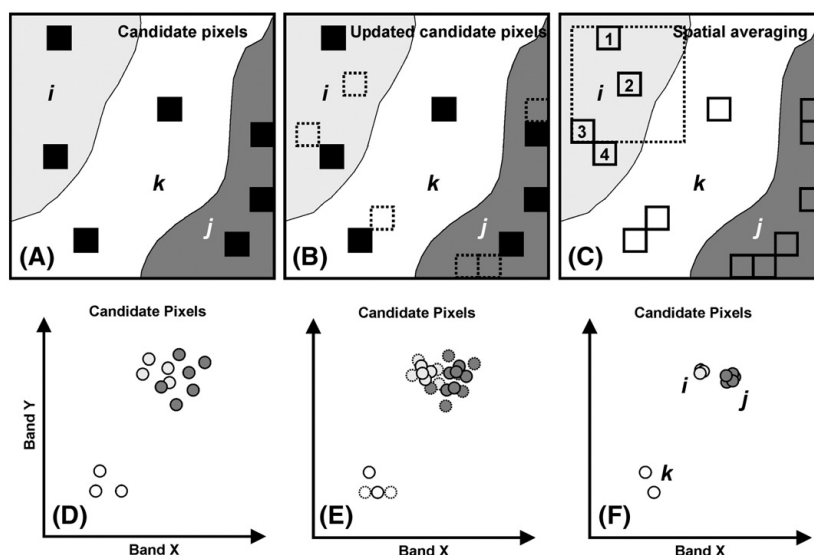 Candidate pixels
i
k
j
(A)
Updated candidate pixels
i
k
j
(B)
Spatial averaging
1
i
2
3
4
k
j
(C)
Candidate Pixels
Band Y
(D)
Band X
Candidate Pixels
(E)
Band X
Candidate Pixels
i
j
k
(F)
Band X